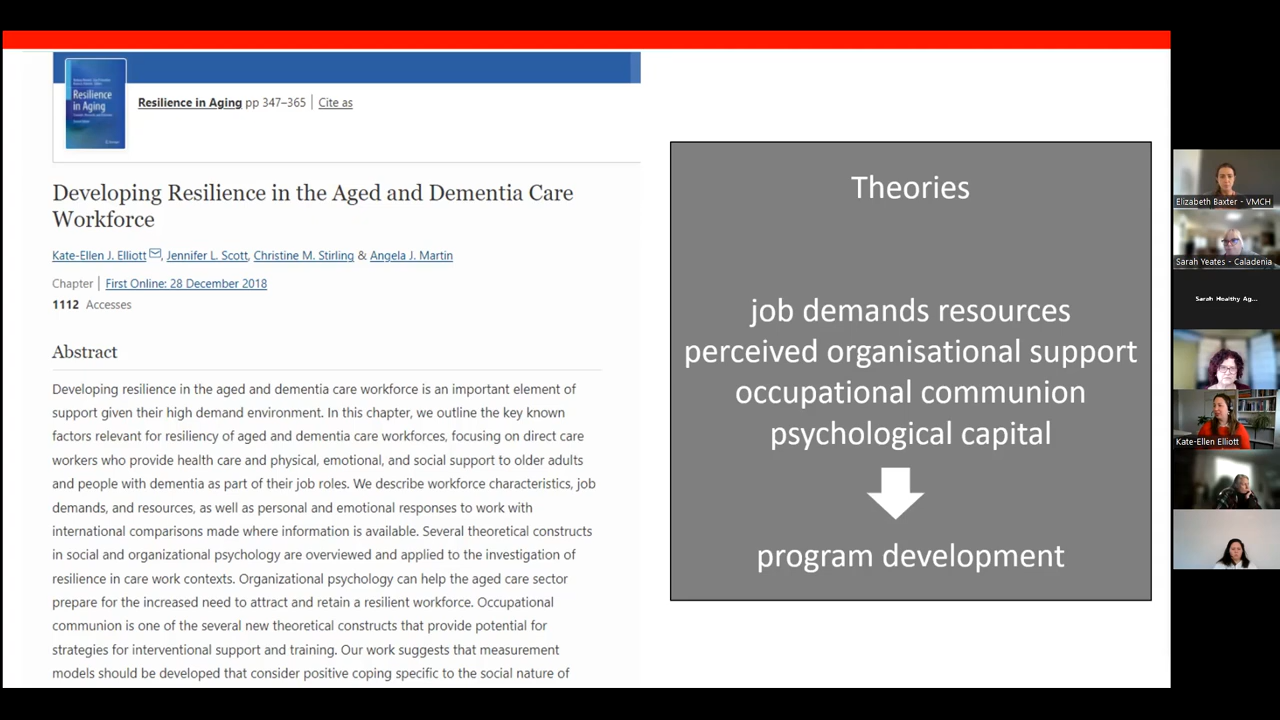 Resilience
in Aging
Resilience in Aging pp 347–365 | Cite as
Developing Resilience in the Aged and Dementia Care
Workforce
Kate-Ellen J. Elliott, Jennifer L. Scott, Christine M. Stirling & Angela J. Martin
Chapter | First Online: 28 December 2018
1112 Accesses
Abstract
Developing resilience in the aged and dementia care workforce is an important element of
support given their high demand environment. In this chapter, we outline the key known
factors relevant for resiliency of aged and dementia care workforces, focusing on direct care
workers who provide health care and physical, emotional, and social support to older adults
and people with dementia as part of their job roles. We describe workforce characteristics, job
demands, and resources, as well as personal and emotional responses to work with
international comparisons made where information is available. Several theoretical constructs
in social and organizational psychology are overviewed and applied to the investigation of
resilience in care work contexts. Organizational psychology can help the aged care sector
prepare for the increased need to attract and retain a resilient workforce. Occupational
communion is one of the several new theoretical constructs that provide potential for
strategies for interventional support and training. Our work suggests that measurement
models should be developed that consider positive coping specific to the social nature of
Theories
job demands resources
perceived organisational support
occupational communion
psychological capital
program development
Elizabeth Baxter - VMCH
Sarah Yeates - Caladenia
Sarah Healthy Ag...
Kate-Ellen Elliott